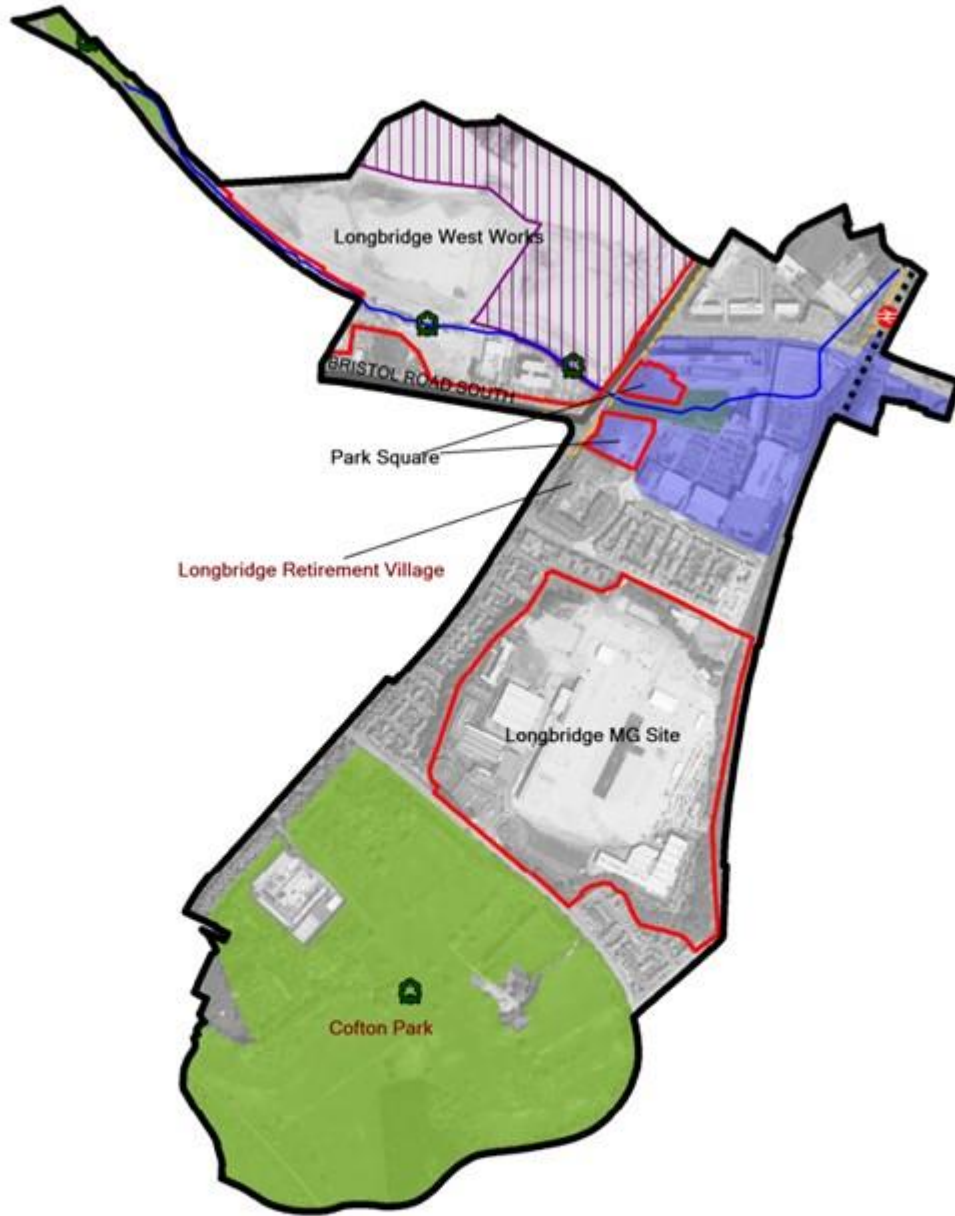 Longbridge West Works
BRISTOL ROAD SOUTH
Park Square
Longbridge Retirement Village
Longbridge MG Site
Cofton Park